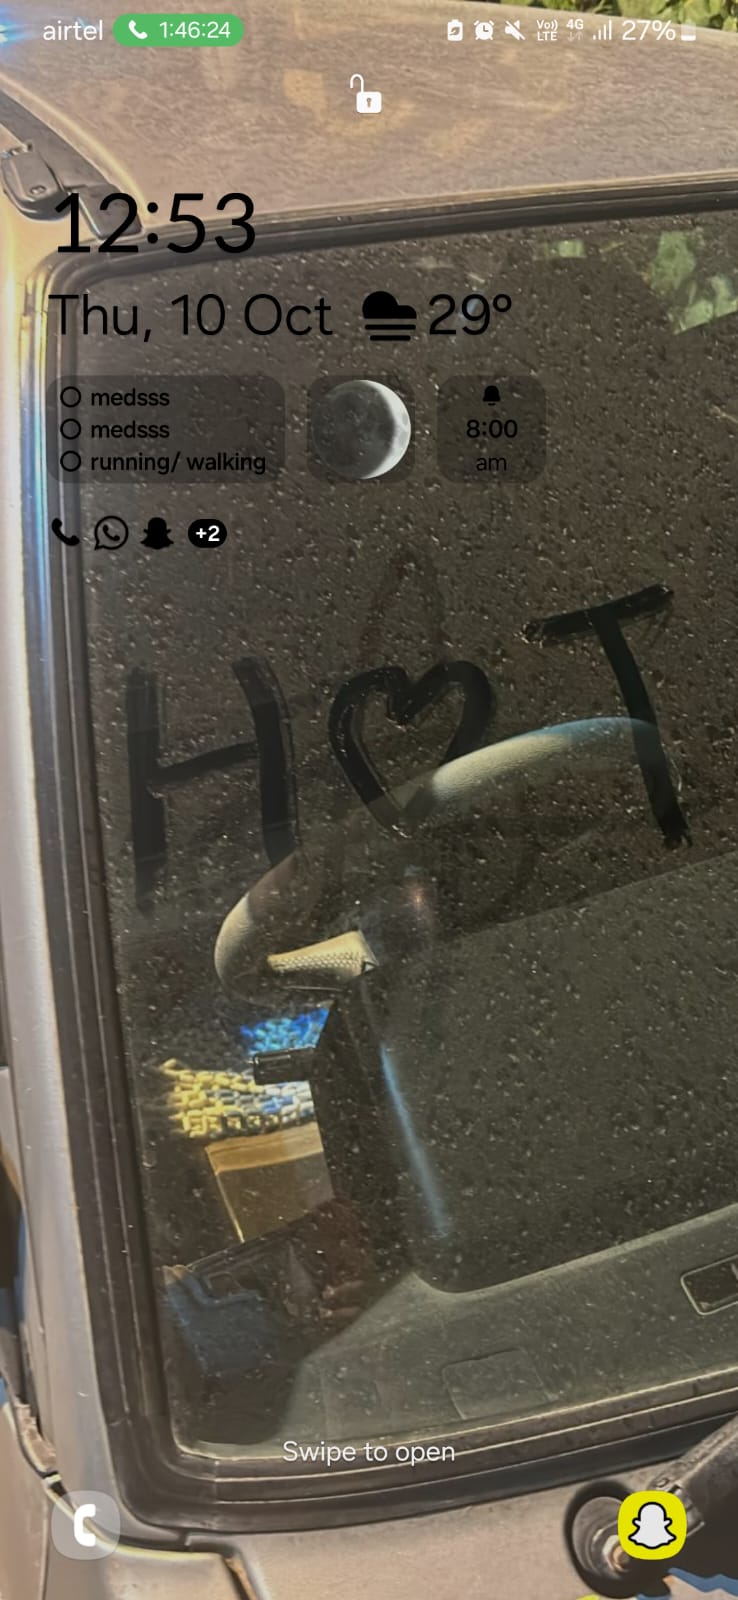 airtel 1:46:24 Vo)) LTE 4G 27%
12:53
Thu, 10 Oct 29°
medsss
medsss
running/ walking
8:00
am
+2
H T
Swipe to open